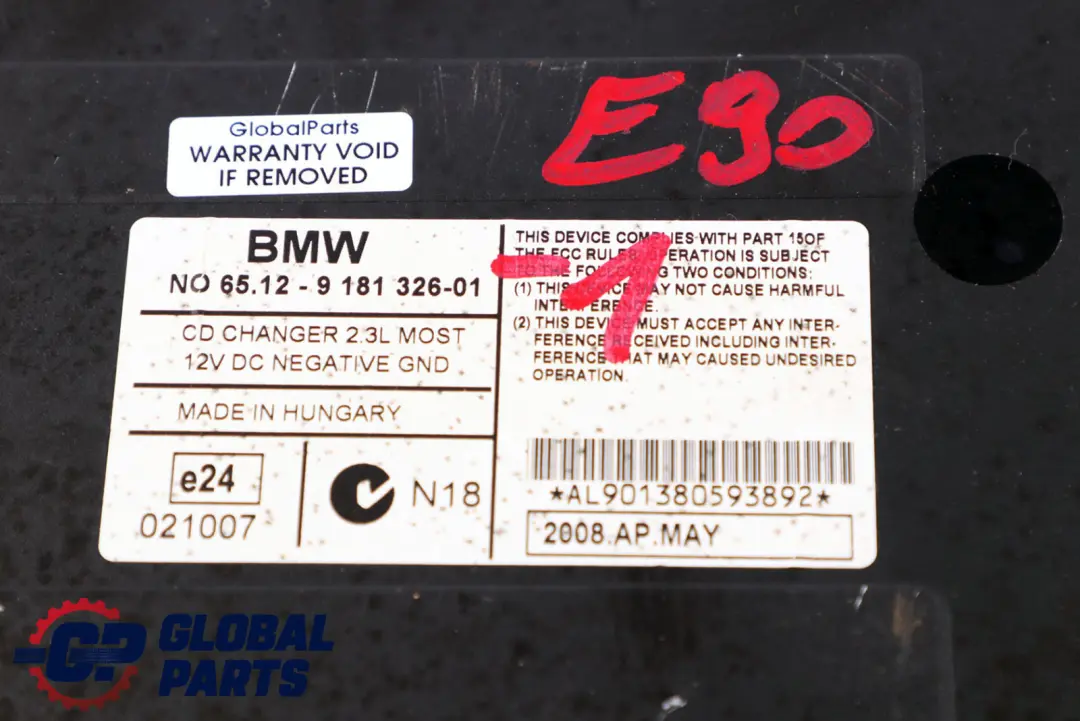 E90
GlobalParts
WARRANTY VOID
IF REMOVED
BMW
NO 65.12 - 9 181 326-01
CD CHANGER 2.3L MOST
12V DC NEGATIVE GND
MADE IN HUNGARY
e24
021007
N18
THIS DEVICE COMPLIES WITH PART 15OF
THE FCC RULES. OPERATION IS SUBJECT
TO THE FOLLOWING TWO CONDITIONS:
(1) THIS DEVICE MAY NOT CAUSE HARMFUL
INTERFERENCE.
(2) THIS DEVICE MUST ACCEPT ANY INTER-
FERENCE RECEIVED INCLUDING INTER-
FERENCE THAT MAY CAUSED UNDESIRED
OPERATION.
-1
*AL901380593892*
2008.AP.MAY
GP GLOBAL
PARTS